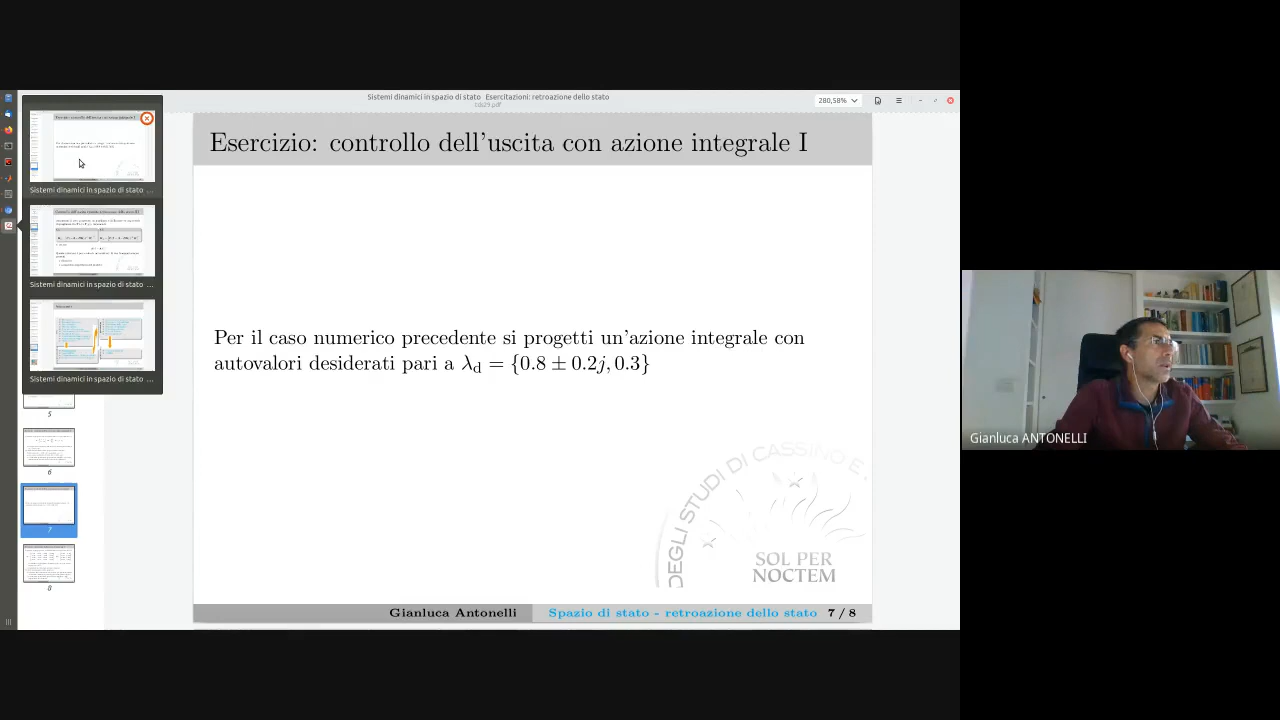 Sistemi dinamici in spazio di stato Esercitazioni: retroazione dello stato
280,58%
Esercizio: controllo dell'uscita con azione integrale I
Sistemi dinamici in spazio di stato ...
Sistemi dinamici in spazio di stato ...
Sistemi dinamici in spazio di stato ...
5
6
7
8
Per il caso numerico precedente si progetti un'azione integrale con
autovalori desiderati pari a λd = {0.8 ± 0.2j, 0.3}
DEGLI STUDI DI CASSINO E
SOL PER
NOCTEM
Gianluca Antonelli Spazio di stato - retroazione dello stato 7 / 8
Gianluca ANTONELLI